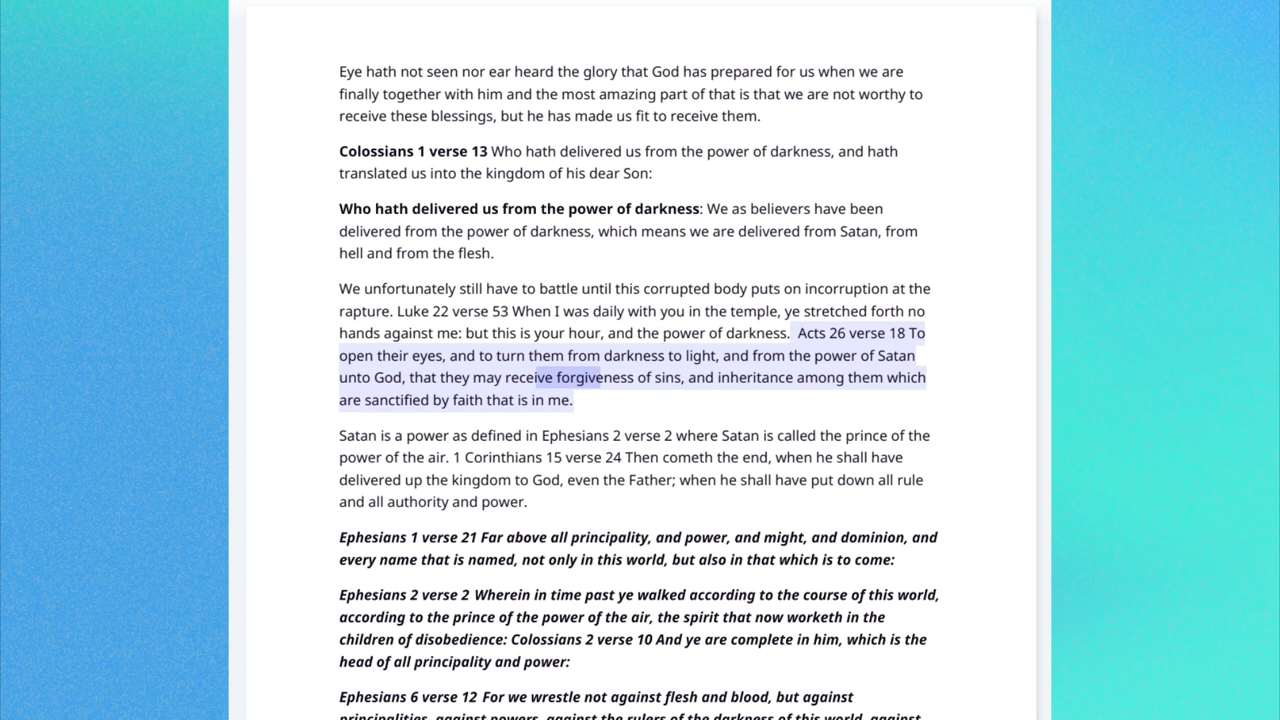 Eye hath not seen nor ear heard the glory that God has prepared for us when we are
finally together with him and the most amazing part of that is that we are not worthy to
receive these blessings, but he has made us fit to receive them.
Colossians 1 verse 13 Who hath delivered us from the power of darkness, and hath
translated us into the kingdom of his dear Son:
Who hath delivered us from the power of darkness: We as believers have been
delivered from the power of darkness, which means we are delivered from Satan, from
hell and from the flesh.
We unfortunately still have to battle until this corrupted body puts on incorruption at the
rapture. Luke 22 verse 53 When I was daily with you in the temple, ye stretched forth no
hands against me: but this is your hour, and the power of darkness. Acts 26 verse 18 To
open their eyes, and to turn them from darkness to light, and from the power of Satan
unto God, that they may receive forgiveness of sins, and inheritance among them which
are sanctified by faith that is in me.
Satan is a power as defined in Ephesians 2 verse 2 where Satan is called the prince of the
power of the air. 1 Corinthians 15 verse 24 Then cometh the end, when he shall have
delivered up the kingdom to God, even the Father; when he shall have put down all rule
and all authority and power.
Ephesians 1 verse 21 Far above all principality, and power, and might, and dominion, and
every name that is named, not only in this world, but also in that which is to come:
Ephesians 2 verse 2 Wherein in time past ye walked according to the course of this world,
according to the prince of the power of the air, the spirit that now worketh in the
children of disobedience: Colossians 2 verse 10 And ye are complete in him, which is the
head of all principality and power:
Ephesians 6 verse 12 For we wrestle not against flesh and blood, but against
principalities, against powers, against the rulers of the darkness of this world, against